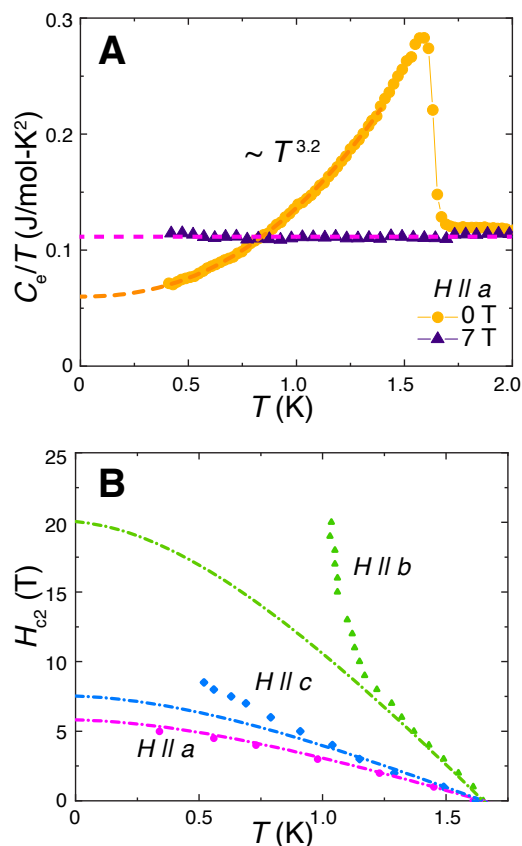 A
0.3
0.2
0.1
0
Cₑ/T (J/mol-K²)
~ T^3.2
H // a
0 T
7 T
0 0.5 1.0 1.5 2.0
T (K)
B
25
20
15
10
5
0
H_c2 (T)
H // b
H // c
H // a
0 0.5 1.0 1.5
T (K)